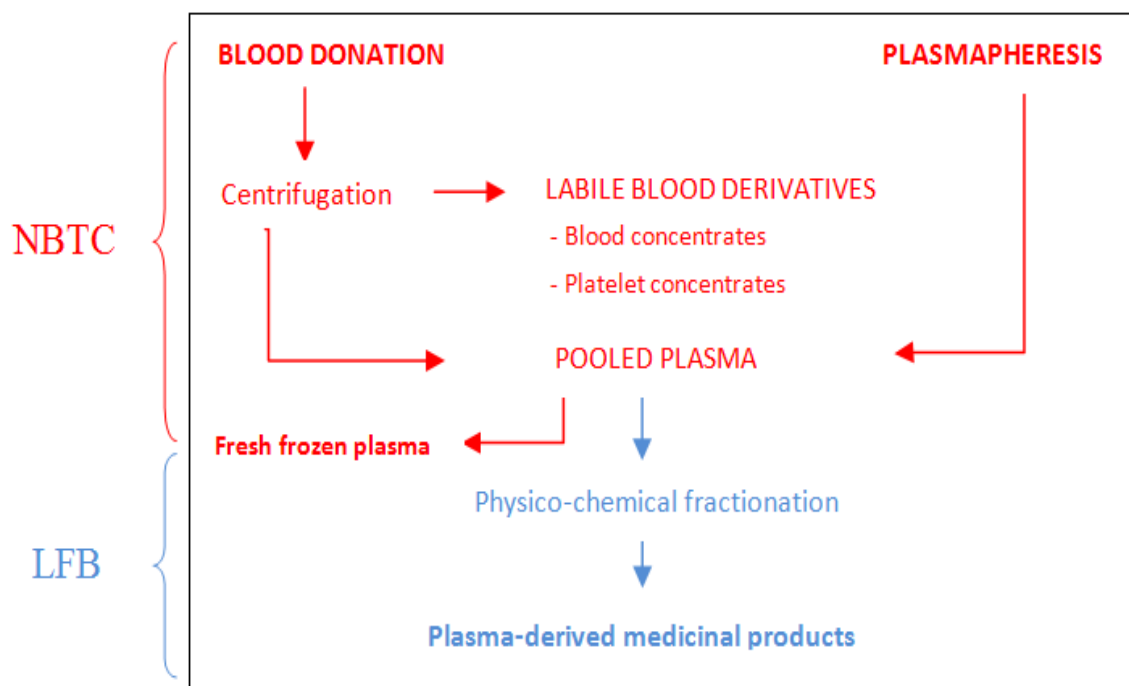 BLOOD DONATION
PLASMAPHERESIS
Centrifugation
LABILE BLOOD DERIVATIVES
- Blood concentrates
- Platelet concentrates
NBTC
POOLED PLASMA
Fresh frozen plasma
Physico-chemical fractionation
LFB
Plasma-derived medicinal products